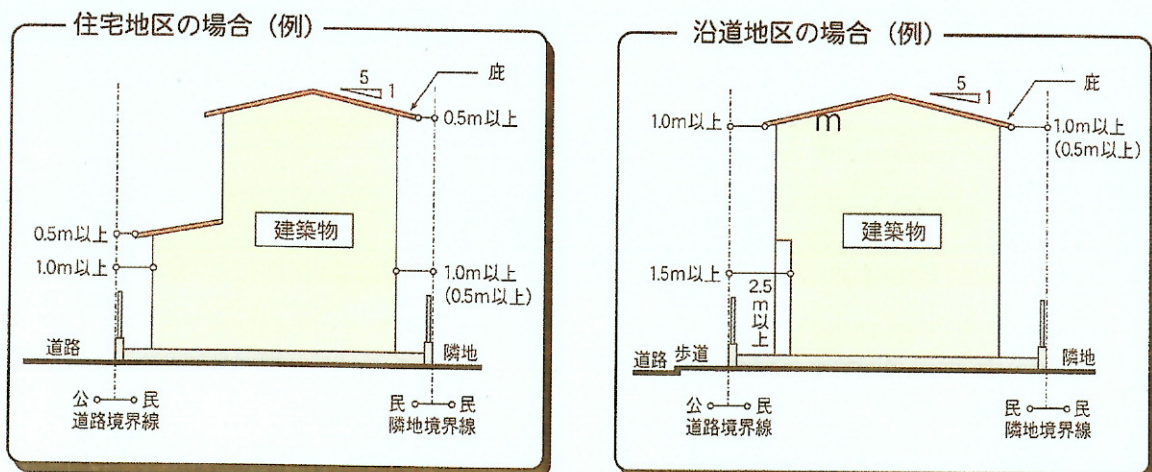 住宅地区の場合（例）
5
1
庇
0.5m以上
0.5m以上
1.0m以上
建築物
1.0m以上
(0.5m以上)
道路
隣地
公 民
道路境界線
民 民
隣地境界線
沿道地区の場合（例）
5
1
庇
1.0m以上
m
1.0m以上
(0.5m以上)
建築物
1.5m以上
2.5m以上
道路
歩道
隣地
公 民
道路境界線
民 民
隣地境界線